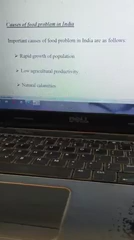 Causes of food problem in India
Important causes of food problem in India are as follows:
➢ Rapid growth of population
➢ Low agricultural productivity
➢ Natural calamities
DELL